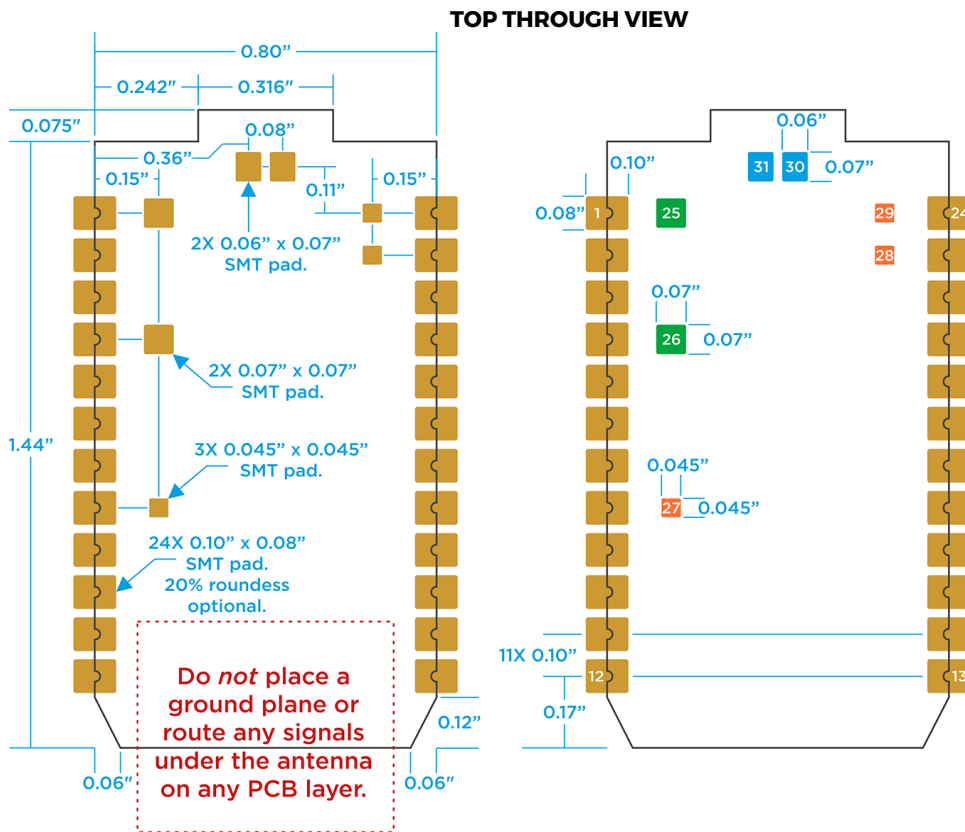 TOP THROUGH VIEW
0.80”
0.242" 0.316”
0.075"
0.08”
0.36”
0.15”
0.11”
0.15”
2X 0.06” x 0.07”
SMT pad.
2X 0.07” x 0.07”
SMT pad.
1.44”
3X 0.045” x 0.045”
SMT pad.
24X 0.10” x 0.08”
SMT pad.
20% roundess
optional.
Do not place a
ground plane or
route any signals
under the antenna
on any PCB layer.
0.12”
0.06"
0.06”
0.06”
31 30
0.07”
0.10”
0.08”
1 25 29 24
28
0.07”
26
0.07”
0.045”
27
0.045”
11X 0.10”
12 13
0.17”